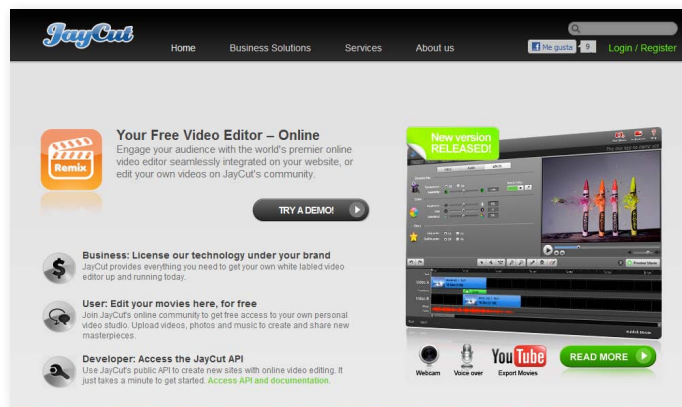 JayCut
Home Business Solutions Services About us
Me gusta 9 Login / Register
Remix
Your Free Video Editor – Online
Engage your audience with the world's premier online
video editor seamlessly integrated on your website, or
edit your own videos on JayCut's community.
TRY A DEMO!
Business: License our technology under your brand
JayCut provides everything you need to get your own white labled video
editor up and running today.
User: Edit your movies here, for free
Join JayCut's online community to get free access to your own personal
video studio. Upload videos, photos and music to create and share new
masterpieces.
Developer: Access the JayCut API
Use JayCut's public API to create new sites with online video editing. It
just takes a minute to get started. Access API and documentation.
New version
RELEASED!
Video A
Video B
Webcam Voice over YouTube
Export Movies
READ MORE